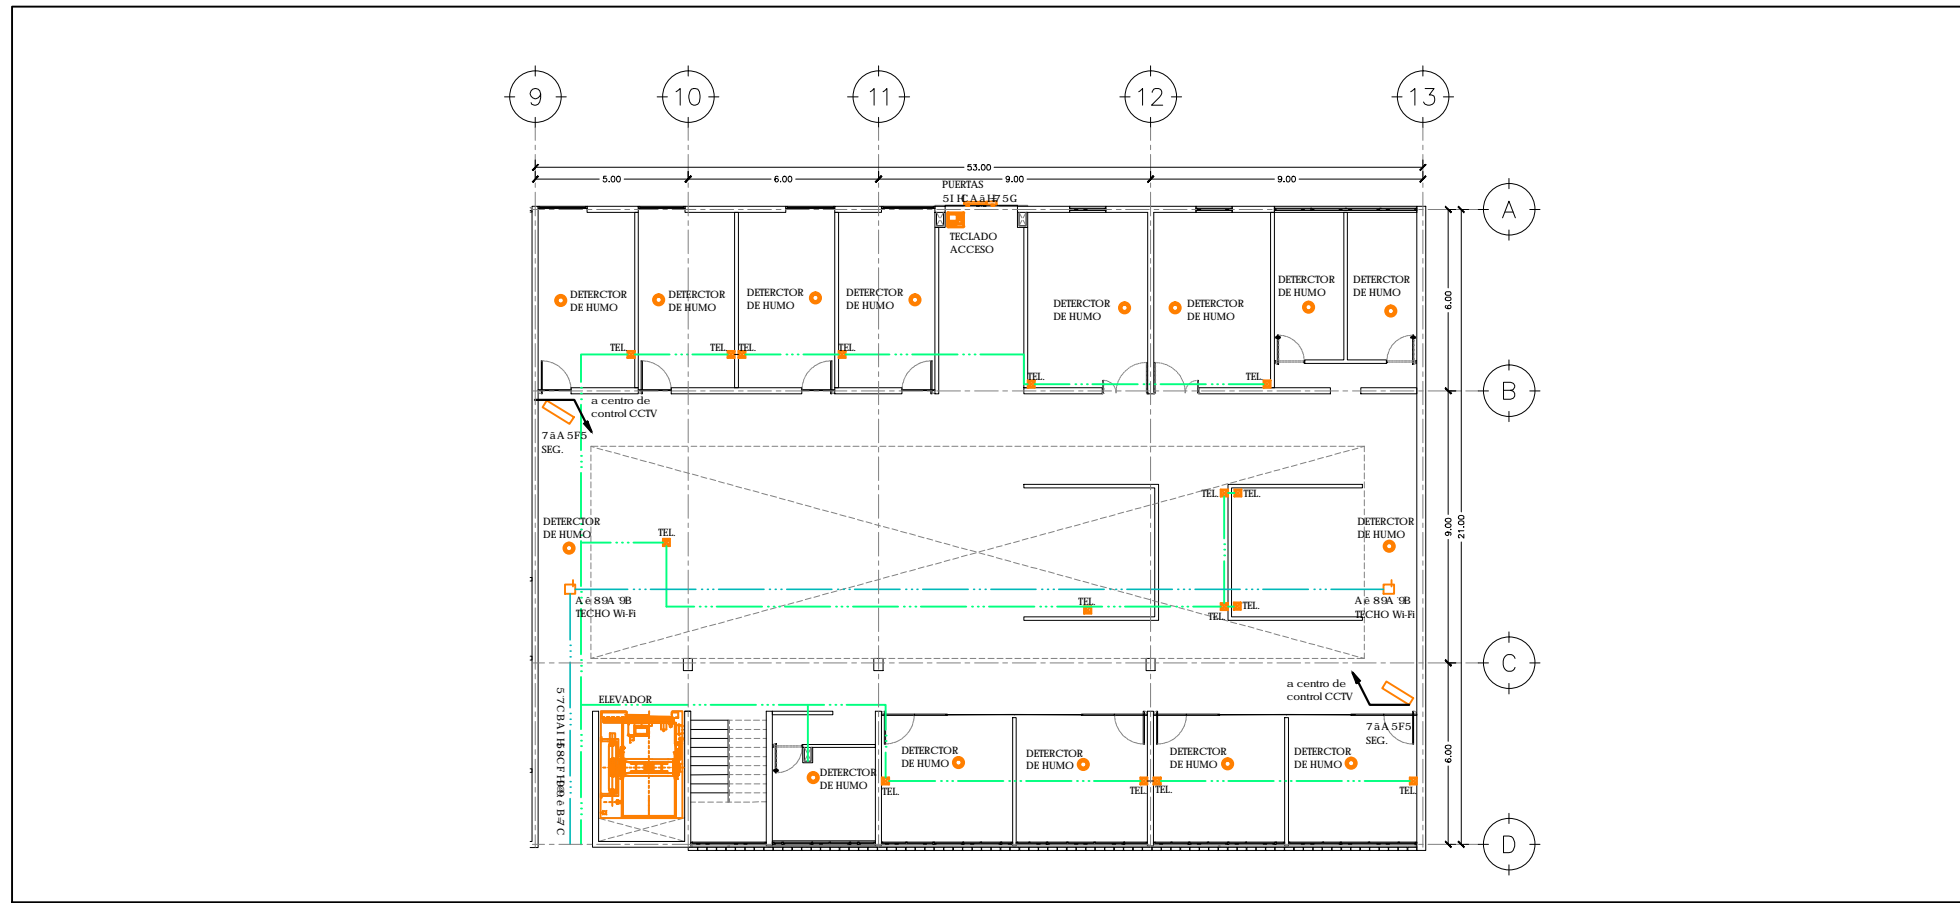 9
10
11
12
13
53.00
5.00
6.00
9.00
9.00
PUERTAS
A
TECLADO
ACCESO
DETERCTOR
DE HUMO
DETERCTOR
DE HUMO
DETERCTOR
DE HUMO
DETERCTOR
DE HUMO
DETERCTOR
DE HUMO
DETERCTOR
DE HUMO
DETERCTOR
DE HUMO
DETERCTOR
DE HUMO
6.00
TEL.
TEL.
TEL.
TEL.
TEL.
TEL.
B
a centro de
control CCTV
7āA 5F5
SEG.
TEL.
TEL.
DETERCTOR
DE HUMO
TEL.
DETERCTOR
DE HUMO
9.00
21.00
TECHO Wi-Fi
TEL.
TEL.
TEL.
TECHO Wi-Fi
C
a centro de
control CCTV
ELEVADOR
7āA 5F5
SEG.
DETERCTOR
DE HUMO
DETERCTOR
DE HUMO
DETERCTOR
DE HUMO
DETERCTOR
DE HUMO
DETERCTOR
DE HUMO
6.00
TEL.
TEL.
TEL.
TEL.
D